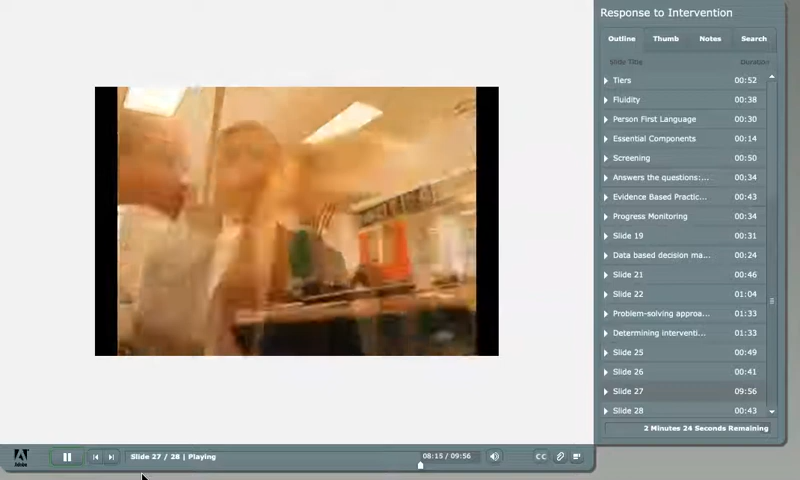 Response to Intervention
Outline Thumb Notes Search
Slide Title Duration
Tiers 00:52
Fluidity 00:38
Person First Language 00:30
Essential Components 00:14
Screening 00:50
Answers the questions:... 00:34
Evidence Based Practic... 00:43
Progress Monitoring 00:34
Slide 19 00:31
Data based decision ma... 00:24
Slide 21 00:46
Slide 22 01:04
Problem-solving approa... 01:33
Determining interventi... 01:33
Slide 25 00:49
Slide 26 00:41
Slide 27 09:56
Slide 28 00:43
2 Minutes 24 Seconds Remaining
Adobe Slide 27 / 28 | Playing 08:15 / 09:56 CC